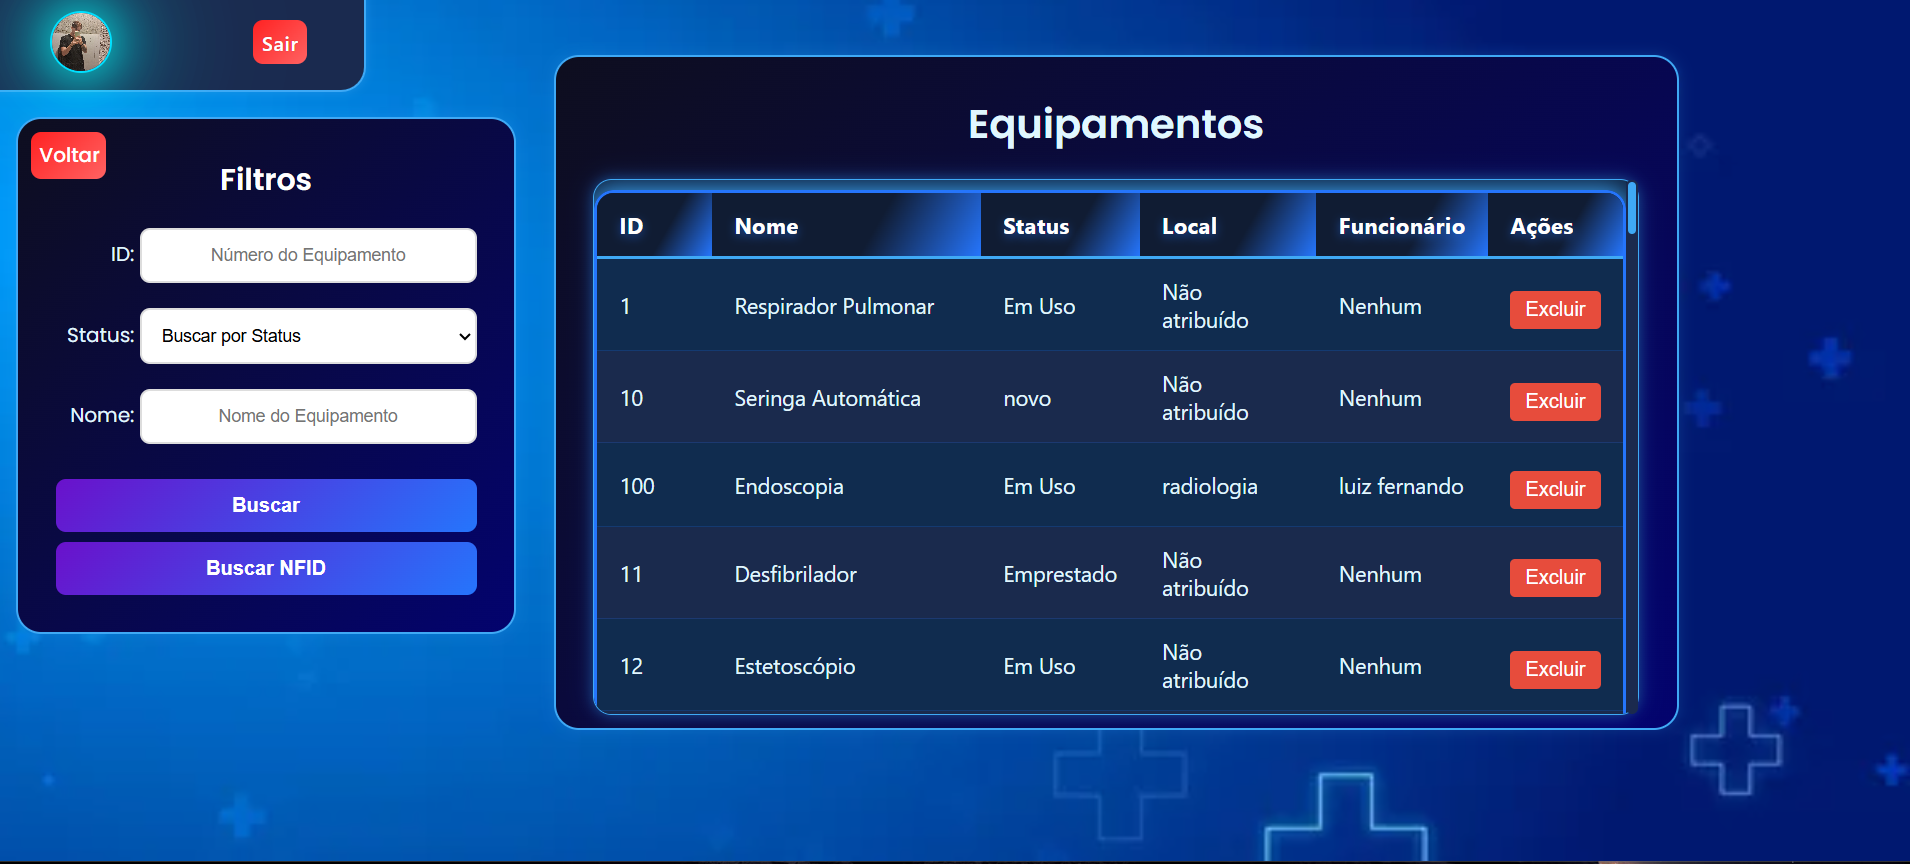 Sair
Voltar
Filtros
ID: Número do Equipamento
Status: Buscar por Status
Nome: Nome do Equipamento
Buscar
Buscar NFID
Equipamentos
ID Nome Status Local Funcionário Ações
1 Respirador Pulmonar Em Uso Não atribuído Nenhum Excluir
10 Seringa Automática novo Não atribuído Nenhum Excluir
100 Endoscopia Em Uso radiologia luiz fernando Excluir
11 Desfibrilador Emprestado Não atribuído Nenhum Excluir
12 Estetoscópio Em Uso Não atribuído Nenhum Excluir